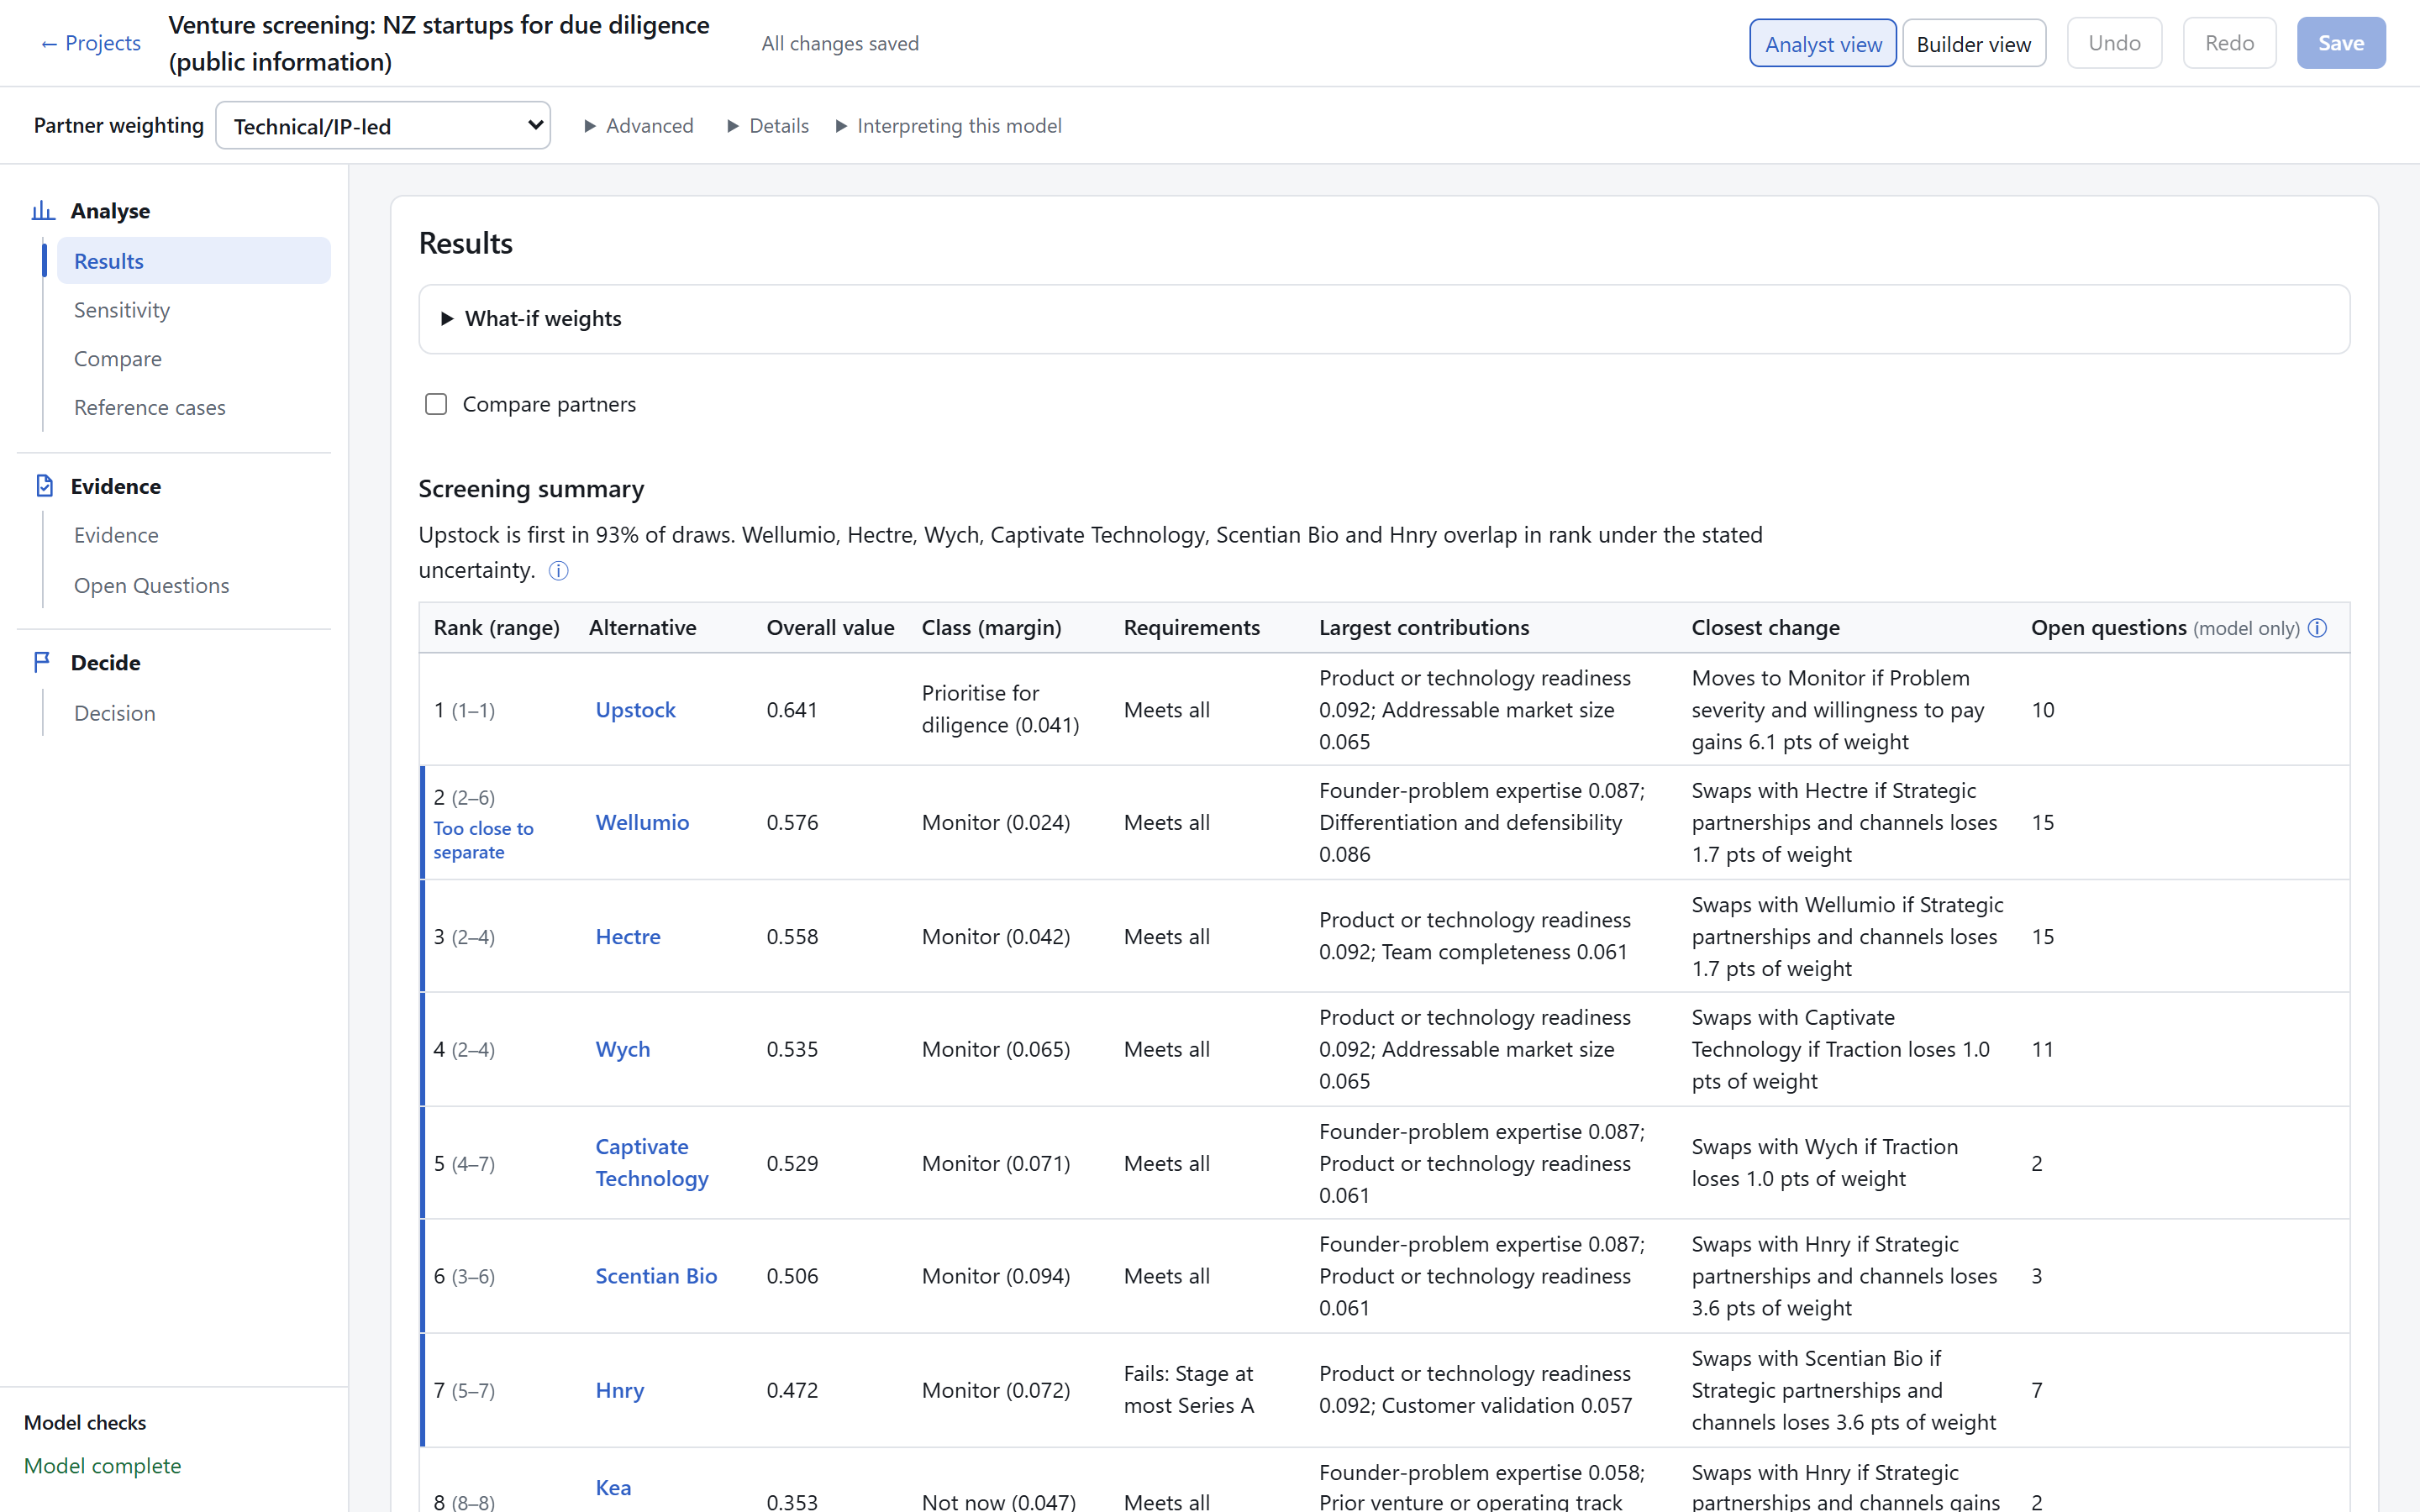 ← Projects
Venture screening: NZ startups for due diligence
(public information)
All changes saved
Analyst view
Builder view
Undo
Redo
Save
Partner weighting
Technical/IP-led
▶ Advanced
▶ Details
▶ Interpreting this model
Analyse
Results
Sensitivity
Compare
Reference cases
Evidence
Evidence
Open Questions
Decide
Decision
Model checks
Model complete
Results
▶ What-if weights
Compare partners
Screening summary
Upstock is first in 93% of draws. Wellumio, Hectre, Wych, Captivate Technology, Scentian Bio and Hnry overlap in rank under the stated
uncertainty.
Rank (range) Alternative Overall value Class (margin) Requirements Largest contributions Closest change Open questions (model only)
1 (1–1)
Upstock
0.641
Prioritise for
diligence (0.041)
Meets all
Product or technology readiness
0.092; Addressable market size
0.065
Moves to Monitor if Problem
severity and willingness to pay
gains 6.1 pts of weight
10
2 (2–6)
Too close to
separate
Wellumio
0.576
Monitor (0.024)
Meets all
Founder-problem expertise 0.087;
Differentiation and defensibility
0.086
Swaps with Hectre if Strategic
partnerships and channels loses
1.7 pts of weight
15
3 (2–4)
Hectre
0.558
Monitor (0.042)
Meets all
Product or technology readiness
0.092; Team completeness 0.061
Swaps with Wellumio if Strategic
partnerships and channels loses
1.7 pts of weight
15
4 (2–4)
Wych
0.535
Monitor (0.065)
Meets all
Product or technology readiness
0.092; Addressable market size
0.065
Swaps with Captivate
Technology if Traction loses 1.0
pts of weight
11
5 (4–7)
Captivate
Technology
0.529
Monitor (0.071)
Meets all
Founder-problem expertise 0.087;
Product or technology readiness
0.061
Swaps with Wych if Traction
loses 1.0 pts of weight
2
6 (3–6)
Scentian Bio
0.506
Monitor (0.094)
Meets all
Founder-problem expertise 0.087;
Product or technology readiness
0.061
Swaps with Hnry if Strategic
partnerships and channels loses
3.6 pts of weight
3
7 (5–7)
Hnry
0.472
Monitor (0.072)
Fails: Stage at
most Series A
Product or technology readiness
0.092; Customer validation 0.057
Swaps with Scentian Bio if
Strategic partnerships and
channels loses 3.6 pts of weight
7
8 (8–8)
Kea
0.353
Not now (0.047)
Meets all
Founder-problem expertise 0.058;
Prior venture or operating track
Swaps with Hnry if Strategic
partnerships and channels gains
2